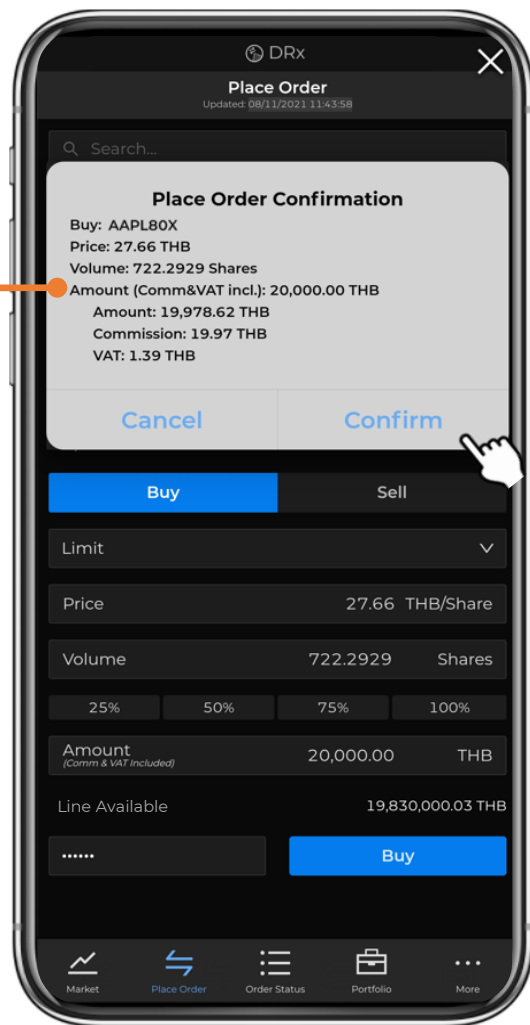 DRx
Place Order
Updated: 08/11/2021 11:43:58
Search...
Place Order Confirmation
Buy: AAPL80X
Price: 27.66 THB
Volume: 722.2929 Shares
Amount (Comm&VAT incl.): 20,000.00 THB
Amount: 19,978.62 THB
Commission: 19.97 THB
VAT: 1.39 THB
Cancel Confirm
Buy Sell
Limit
Price 27.66 THB/Share
Volume 722.2929 Shares
25% 50% 75% 100%
Amount 20,000.00 THB
(Comm & VAT Included)
Line Available 19,830,000.03 THB
•••••• Buy
Market Place Order Order Status Portfolio More